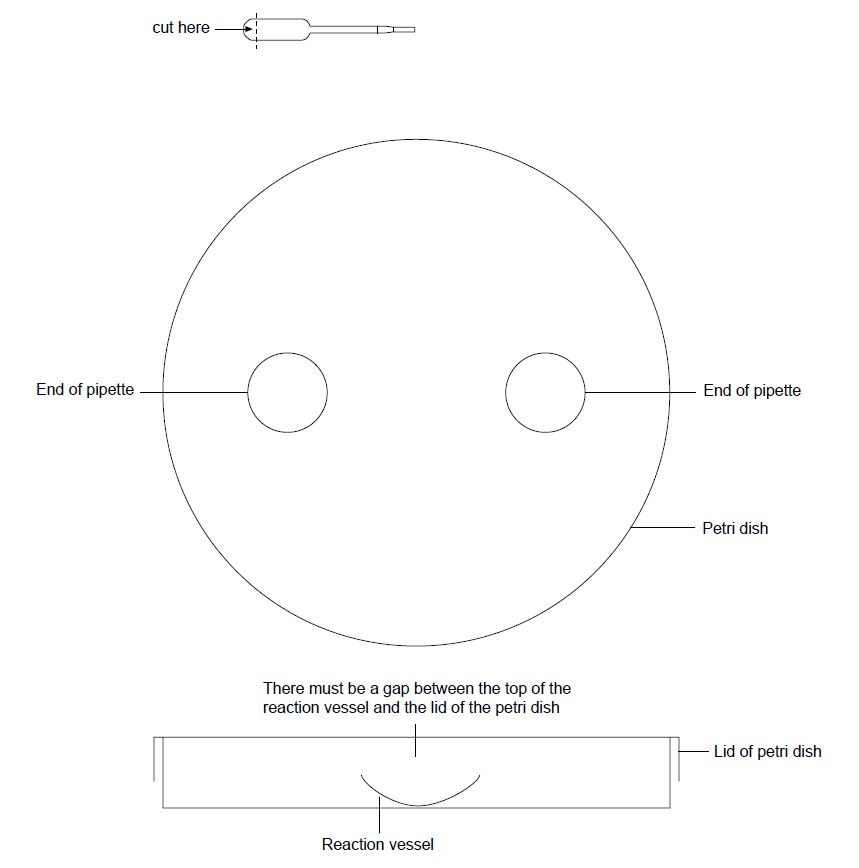 cut here
End of pipette
End of pipette
Petri dish
There must be a gap between the top of the
reaction vessel and the lid of the petri dish
Lid of petri dish
Reaction vessel